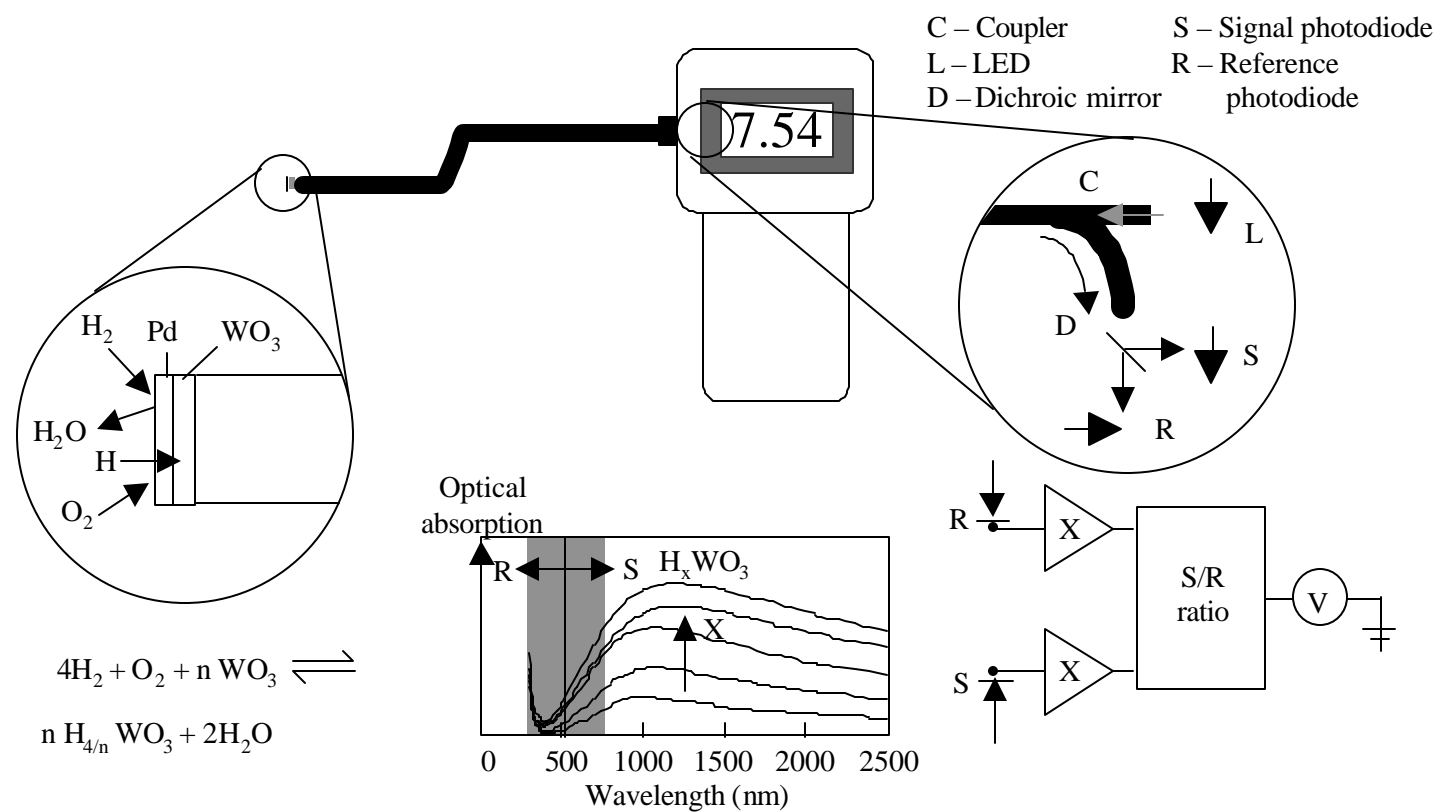 C – Coupler
S – Signal photodiode
L – LED
R – Reference
photodiode
D – Dichroic mirror
7.54
C
L
D
S
R
H₂
Pd
WO₃
H₂O
H
O₂
Optical
absorption
R
S
HₓWO₃
X
0 500 1000 1500 2000 2500
Wavelength (nm)
R
X
S/R
ratio
V
S
X
4H₂ + O₂ + n WO₃ ⇌
n H₄/ₙ WO₃ + 2H₂O